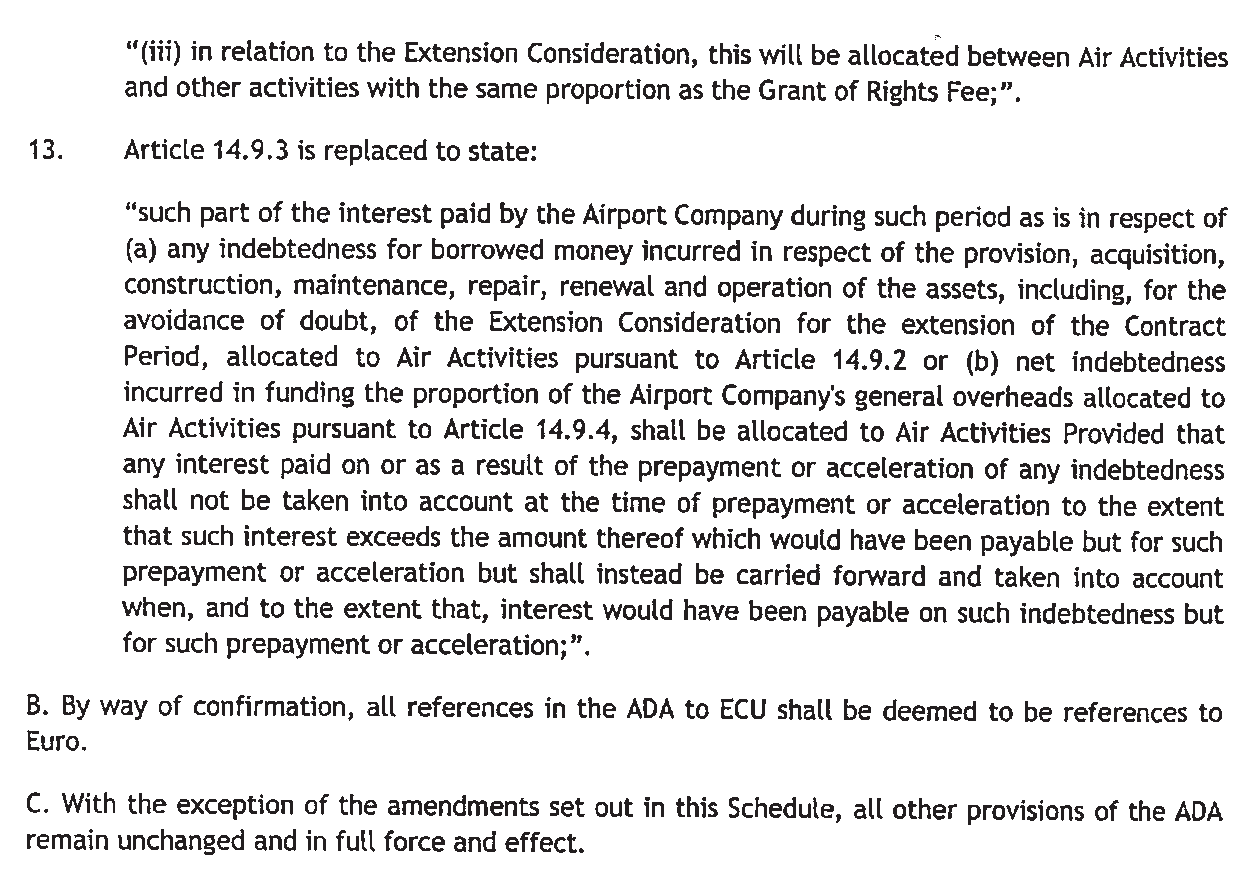 "(iii) in relation to the Extension Consideration, this will be allocated between Air Activities
and other activities with the same proportion as the Grant of Rights Fee;".
13. Article 14.9.3 is replaced to state:
"such part of the interest paid by the Airport Company during such period as is in respect of
(a) any indebtedness for borrowed money incurred in respect of the provision, acquisition,
construction, maintenance, repair, renewal and operation of the assets, including, for the
avoidance of doubt, of the Extension Consideration for the extension of the Contract
Period, allocated to Air Activities pursuant to Article 14.9.2 or (b) net indebtedness
incurred in funding the proportion of the Airport Company's general overheads allocated to
Air Activities pursuant to Article 14.9.4, shall be allocated to Air Activities Provided that
any interest paid on or as a result of the prepayment or acceleration of any indebtedness
shall not be taken into account at the time of prepayment or acceleration to the extent
that such interest exceeds the amount thereof which would have been payable but for such
prepayment or acceleration but shall instead be carried forward and taken into account
when, and to the extent that, interest would have been payable on such indebtedness but
for such prepayment or acceleration;".
B. By way of confirmation, all references in the ADA to ECU shall be deemed to be references to
Euro.
C. With the exception of the amendments set out in this Schedule, all other provisions of the ADA
remain unchanged and in full force and effect.